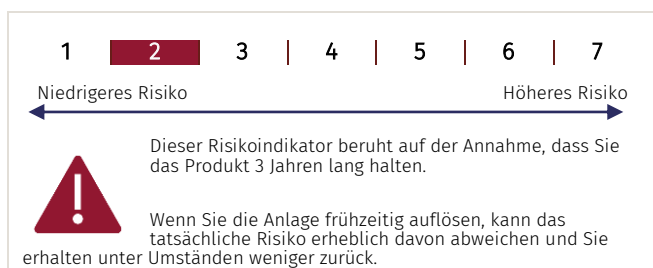 1 2 3 4 5 6 7
Niedrigeres Risiko Höheres Risiko
Dieser Risikoindikator beruht auf der Annahme, dass Sie
das Produkt 3 Jahren lang halten.
Wenn Sie die Anlage frühzeitig auflösen, kann das
tatsächliche Risiko erheblich davon abweichen und Sie
erhalten unter Umständen weniger zurück.